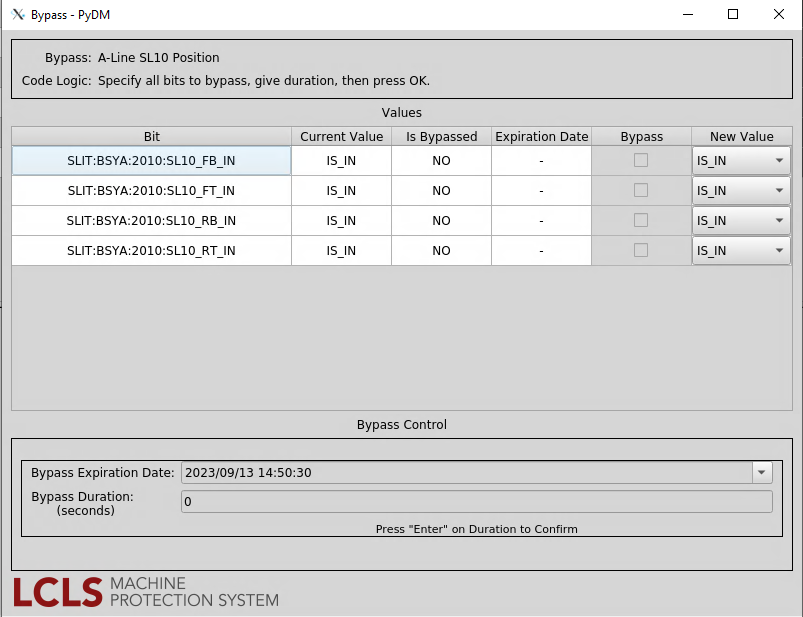 Bypass - PyDM
Bypass: A-Line SL10 Position
Code Logic: Specify all bits to bypass, give duration, then press OK.
Values
Bit Current Value Is Bypassed Expiration Date Bypass New Value
SLIT:BSYA:2010:SL10_FB_IN IS_IN NO - IS_IN
SLIT:BSYA:2010:SL10_FT_IN IS_IN NO - IS_IN
SLIT:BSYA:2010:SL10_RB_IN IS_IN NO - IS_IN
SLIT:BSYA:2010:SL10_RT_IN IS_IN NO - IS_IN
Bypass Control
Bypass Expiration Date: 2023/09/13 14:50:30
Bypass Duration: 0
(seconds)
Press "Enter" on Duration to Confirm
LCLS MACHINE
PROTECTION SYSTEM